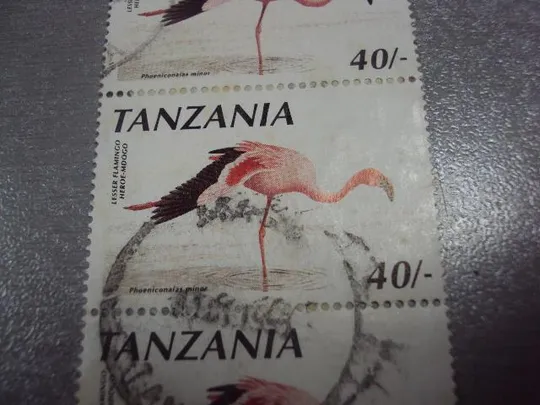 Phoeniconaias minor
40/-
TANZANIA
LESSER FLAMINGO
HEROE-MDOGO
Phoeniconaias minor
40/-
TANZANIA